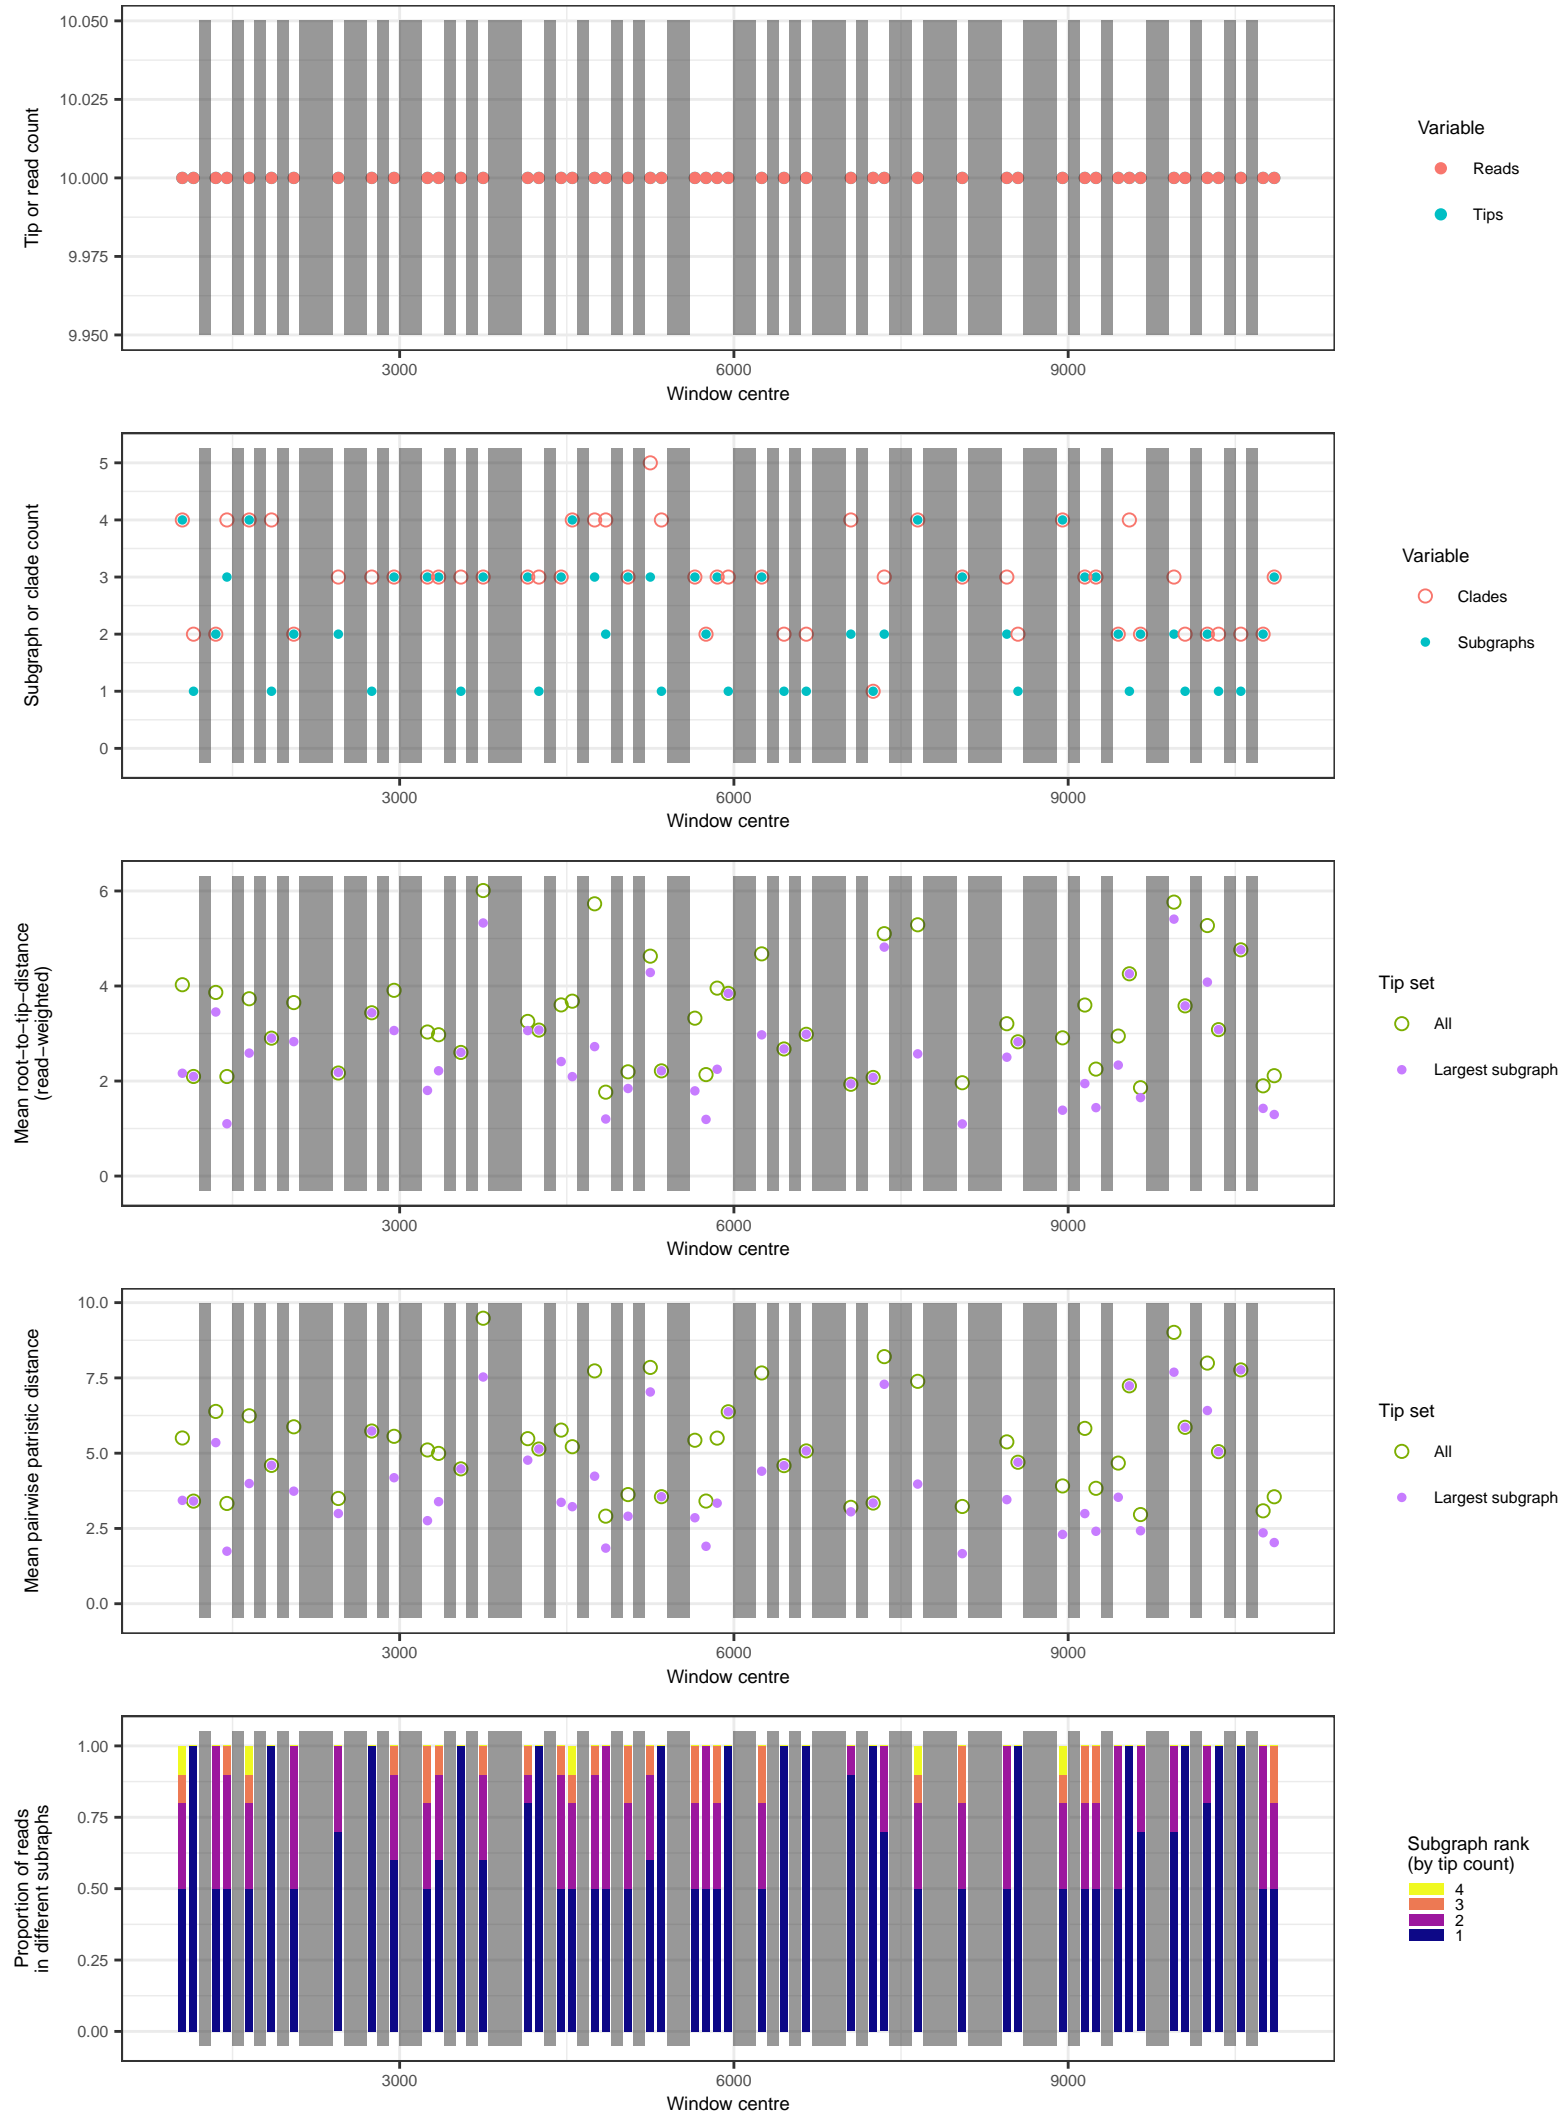 10.050
10.025
10.000
9.975
9.950
Tip or read count
3000
6000
9000
Window centre
Variable
Reads
Tips
5
4
3
2
1
0
Subgraph or clade count
3000
6000
9000
Window centre
Variable
Clades
Subgraphs
6
4
2
0
Mean root−to−tip−distance
(read−weighted)
3000
6000
9000
Window centre
Tip set
All
Largest subgraph
10.0
7.5
5.0
2.5
0.0
Mean pairwise patristic distance
3000
6000
9000
Window centre
Tip set
All
Largest subgraph
1.00
0.75
0.50
0.25
0.00
Proportion of reads
in different subraphs
3000
6000
9000
Window centre
Subgraph rank
(by tip count)
4
3
2
1